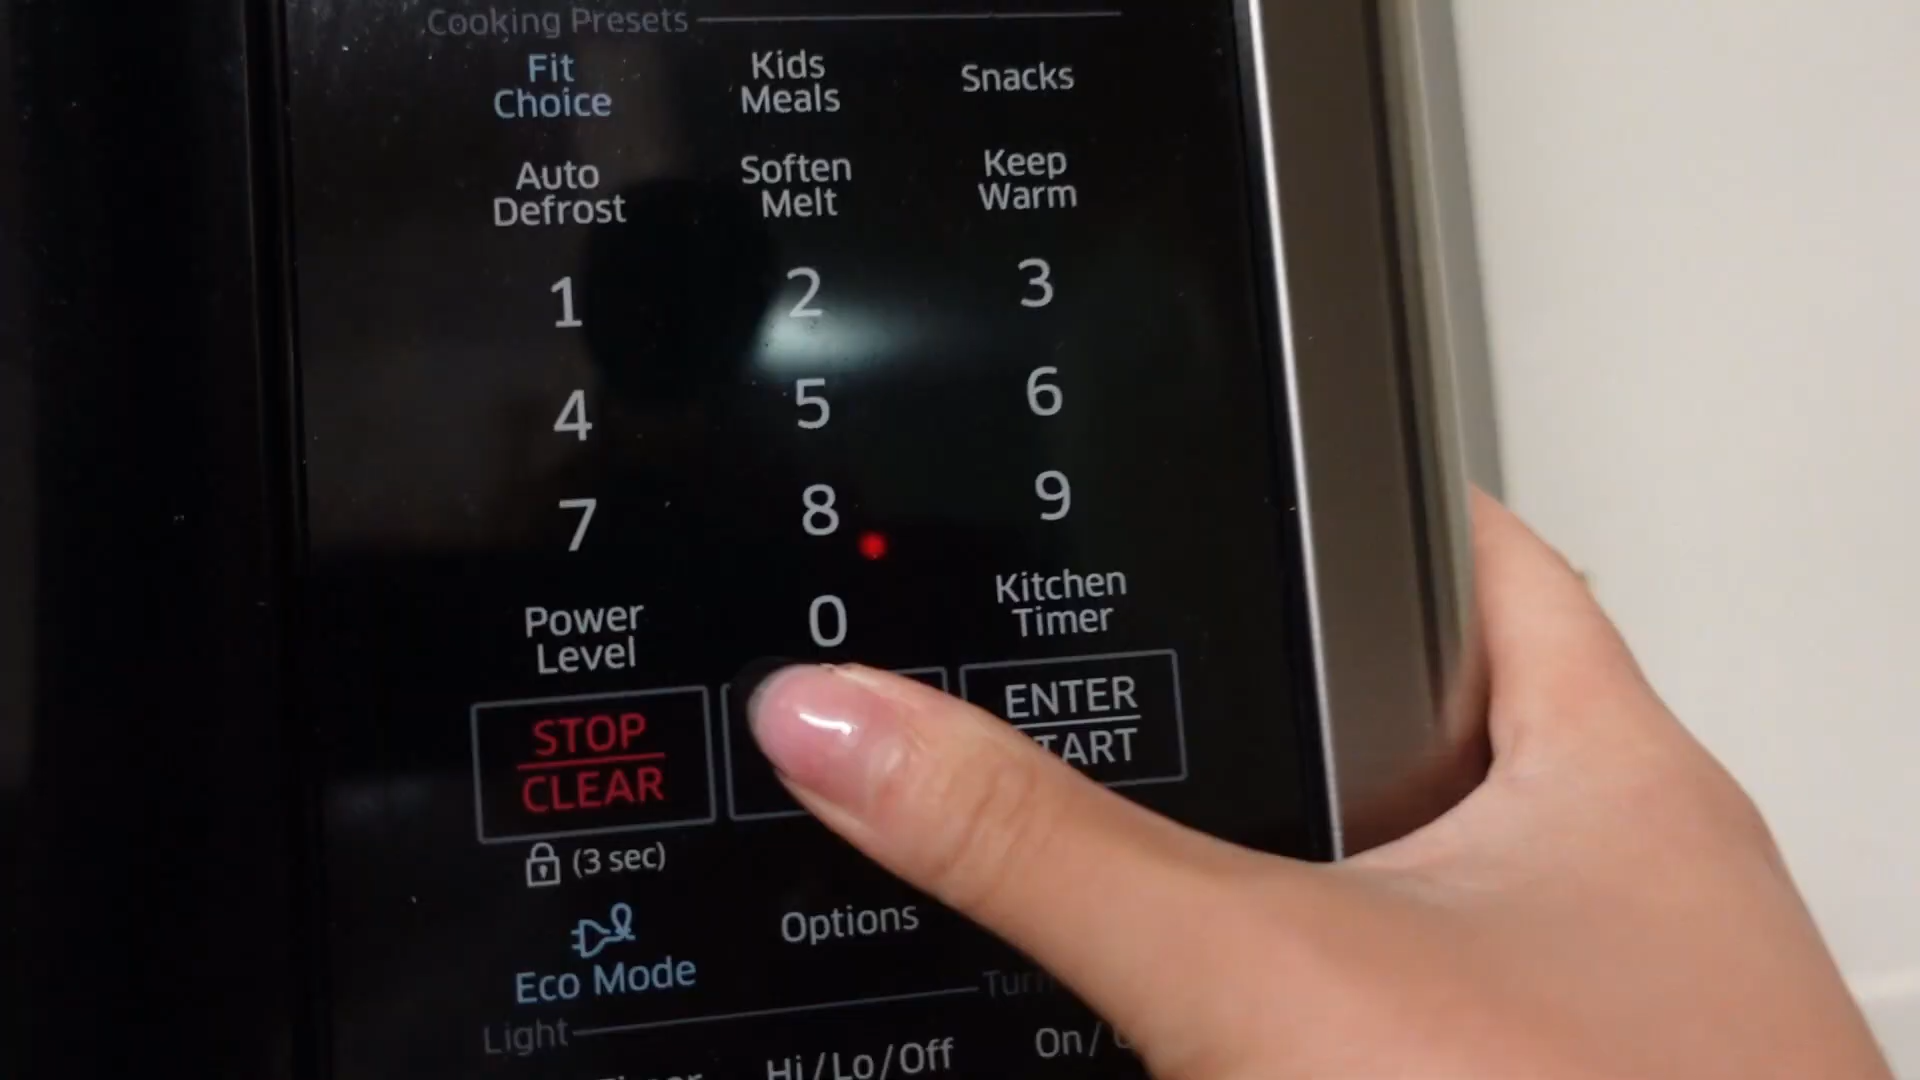 Cooking Presets
Fit Choice
Kids Meals
Snacks
Auto Defrost
Soften Melt
Keep Warm
1 2 3
4 5 6
7 8 9
Power Level
0
Kitchen Timer
STOP
CLEAR
ENTER
(3 sec)
Eco Mode
Options
Light
Hi/Lo/Off
On/